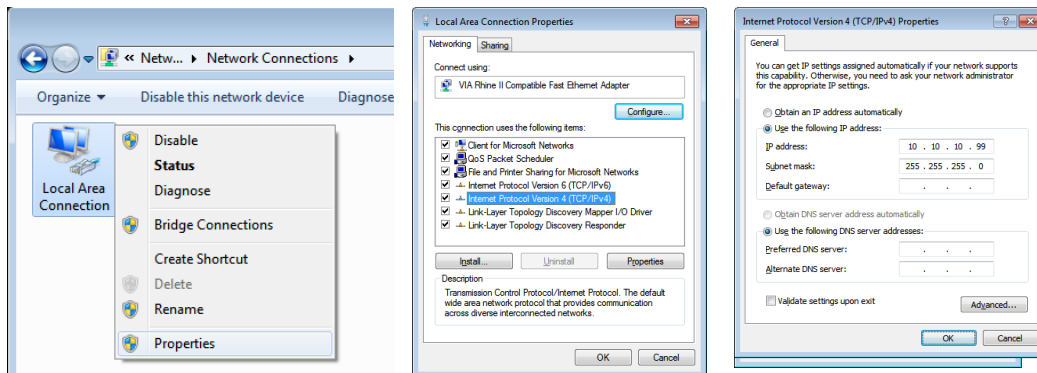 « Netw... ▸ Network Connections ▸
Organize ▾ Disable this network device Diagnose
Local Area
Connection
Disable
Status
Diagnose
Bridge Connections
Create Shortcut
Delete
Rename
Properties
Local Area Connection Properties
Networking Sharing
Connect using:
VIA Rhine II Compatible Fast Ethernet Adapter
Configure...
This connection uses the following items:
Client for Microsoft Networks
QoS Packet Scheduler
File and Printer Sharing for Microsoft Networks
Internet Protocol Version 6 (TCP/IPv6)
Internet Protocol Version 4 (TCP/IPv4)
Link-Layer Topology Discovery Mapper I/O Driver
Link-Layer Topology Discovery Responder
Install... Uninstall Properties
Description
Transmission Control Protocol/Internet Protocol. The default
wide area network protocol that provides communication
across diverse interconnected networks.
OK Cancel
Internet Protocol Version 4 (TCP/IPv4) Properties
General
You can get IP settings assigned automatically if your network supports
this capability. Otherwise, you need to ask your network administrator
for the appropriate IP settings.
Obtain an IP address automatically
Use the following IP address:
IP address: 10 . 10 . 10 . 99
Subnet mask: 255 . 255 . 255 . 0
Default gateway: . . .
Obtain DNS server address automatically
Use the following DNS server addresses:
Preferred DNS server: . . .
Alternate DNS server: . . .
Validate settings upon exit Advanced...
OK Cancel